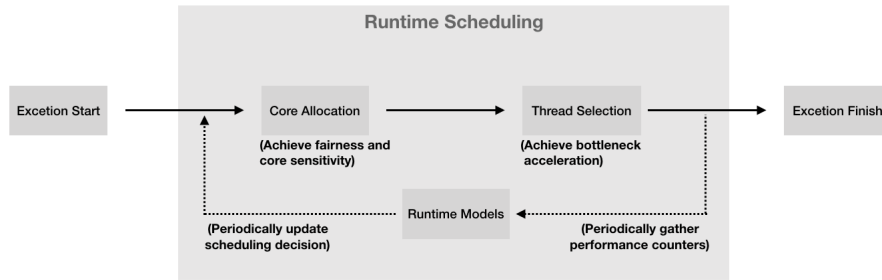 Runtime Scheduling
Excetion Start
Core Allocation
Thread Selection
Excetion Finish
(Achieve fairness and
core sensitivity)
(Achieve bottleneck
acceleration)
Runtime Models
(Periodically update
scheduling decision)
(Periodically gather
performance counters)